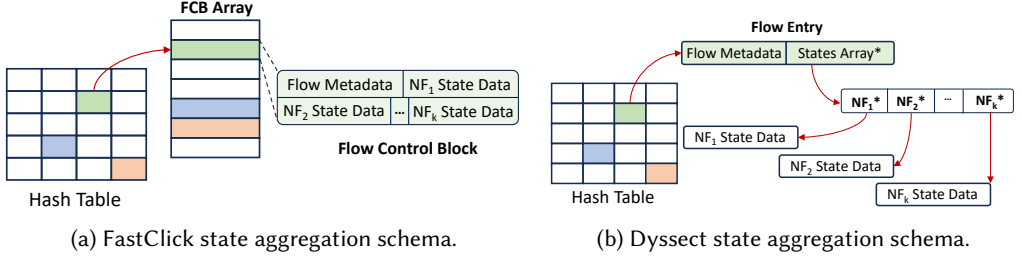 FCB Array
Flow Metadata
NF₁ State Data
NF₂ State Data
...
NFₖ State Data
Flow Control Block
Hash Table
(a) FastClick state aggregation schema.
Flow Entry
Flow Metadata
States Array*
NF₁*
NF₂*
...
NFₖ*
NF₁ State Data
NF₂ State Data
NFₖ State Data
Hash Table
(b) Dyssect state aggregation schema.